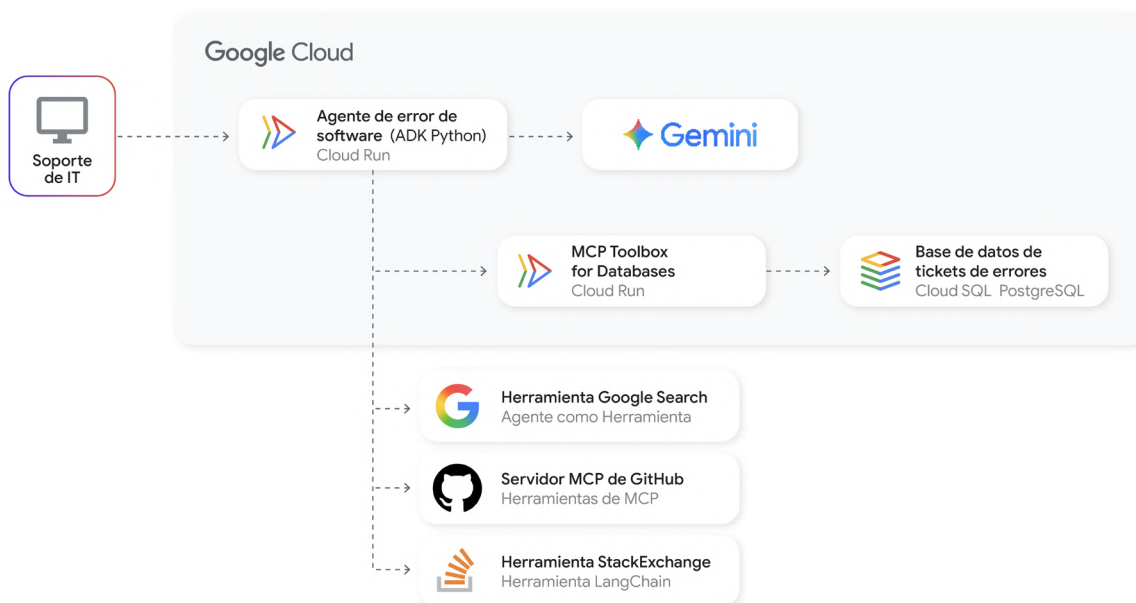 Google Cloud
Soporte
de IT
Agente de error de
software (ADK Python)
Cloud Run
Gemini
MCP Toolbox
for Databases
Cloud Run
Base de datos de
tickets de errores
Cloud SQL PostgreSQL
Herramienta Google Search
Agente como Herramienta
Servidor MCP de GitHub
Herramientas de MCP
Herramienta StackExchange
Herramienta LangChain